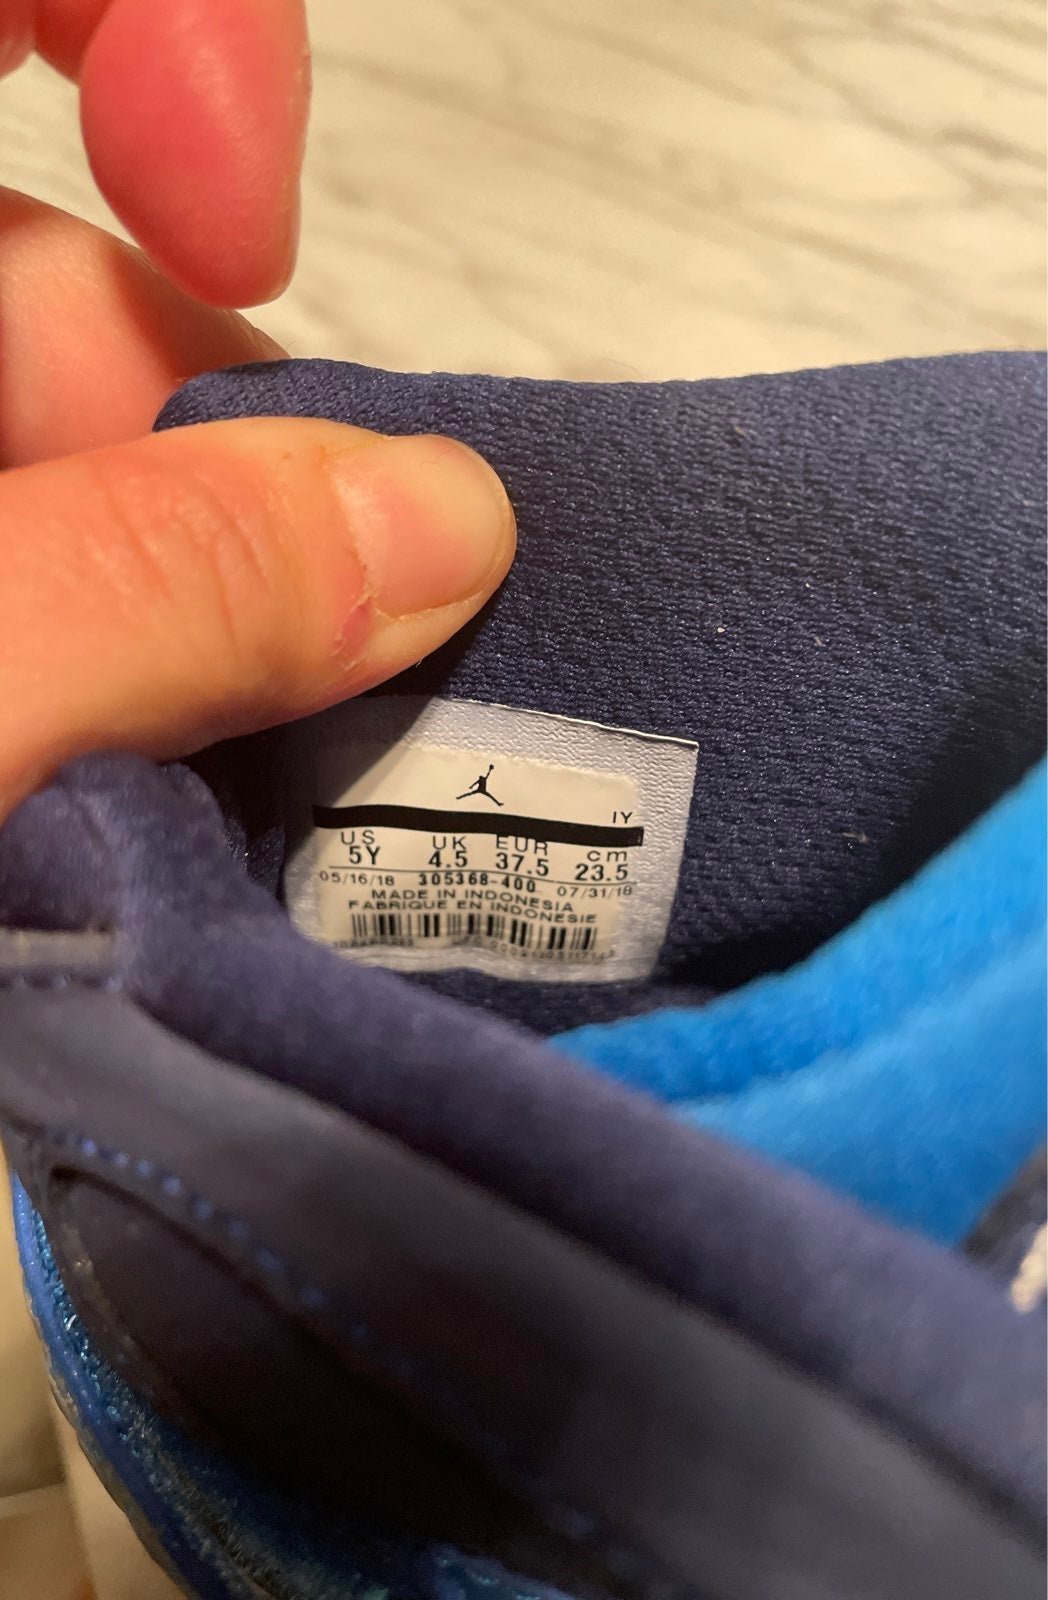 IY
US UK EUR cm
5Y 4.5 37.5 23.5
05/16/18 305368-400 07/31/18
MADE IN INDONESIA
FABRIQUE EN INDONESIE